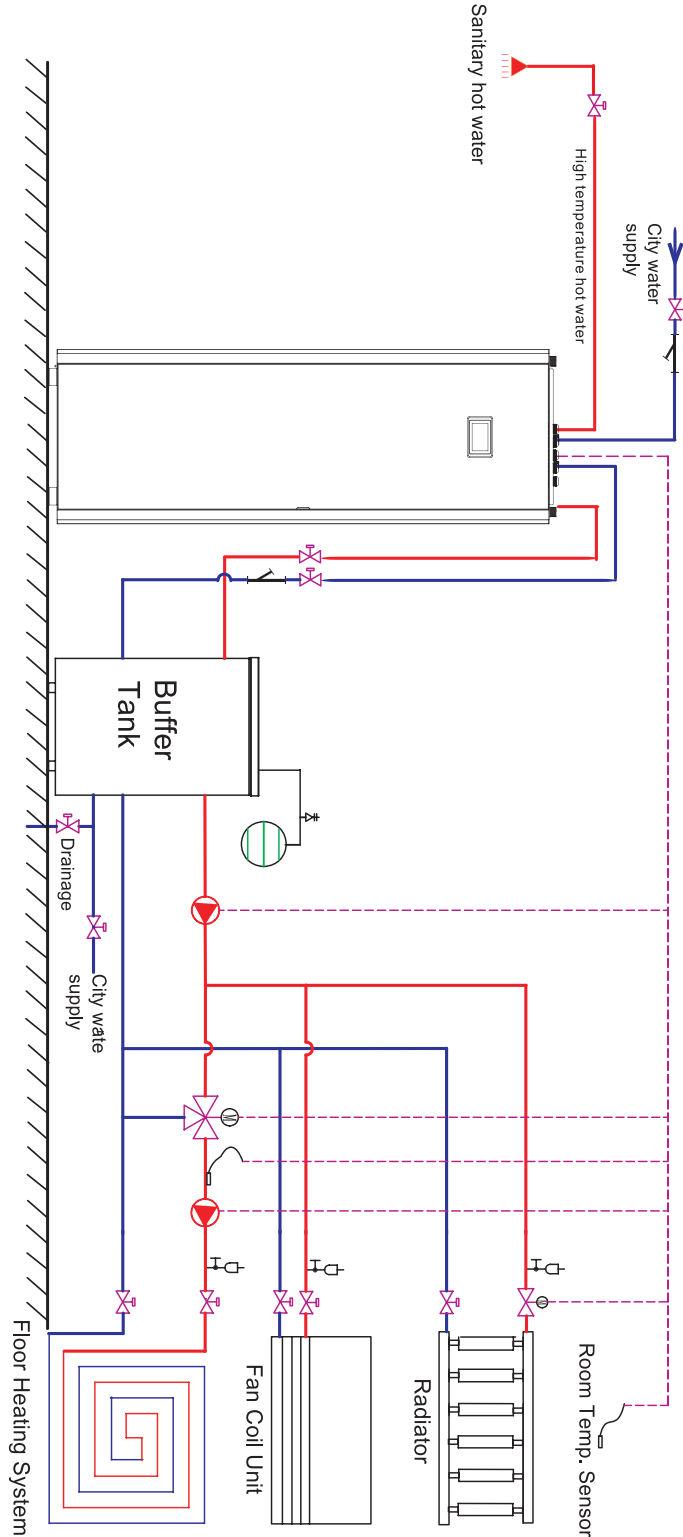 Sanitary hot water
High temperature hot water
City water
supply
Buffer
Tank
Drainage
City wate
supply
Room Temp. Sensor
Radiator
Fan Coil Unit
Floor Heating System